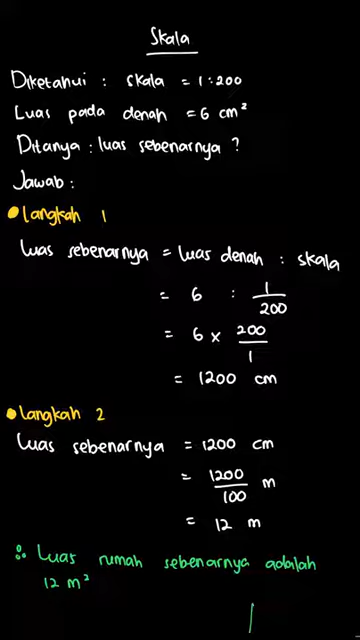 Skala
Diketahui : skala = 1:200
Luas pada denah = 6 cm²
Ditanya : luas sebenarnya ?
Jawab :
Langkah 1
Luas sebenarnya = luas denah : skala
= 6 : 1/200
= 6 x 200/1
= 1200 cm
Langkah 2
Luas sebenarnya = 1200 cm
= 1200/100 m
= 12 m
∴ Luas rumah sebenarnya adalah
12 m²